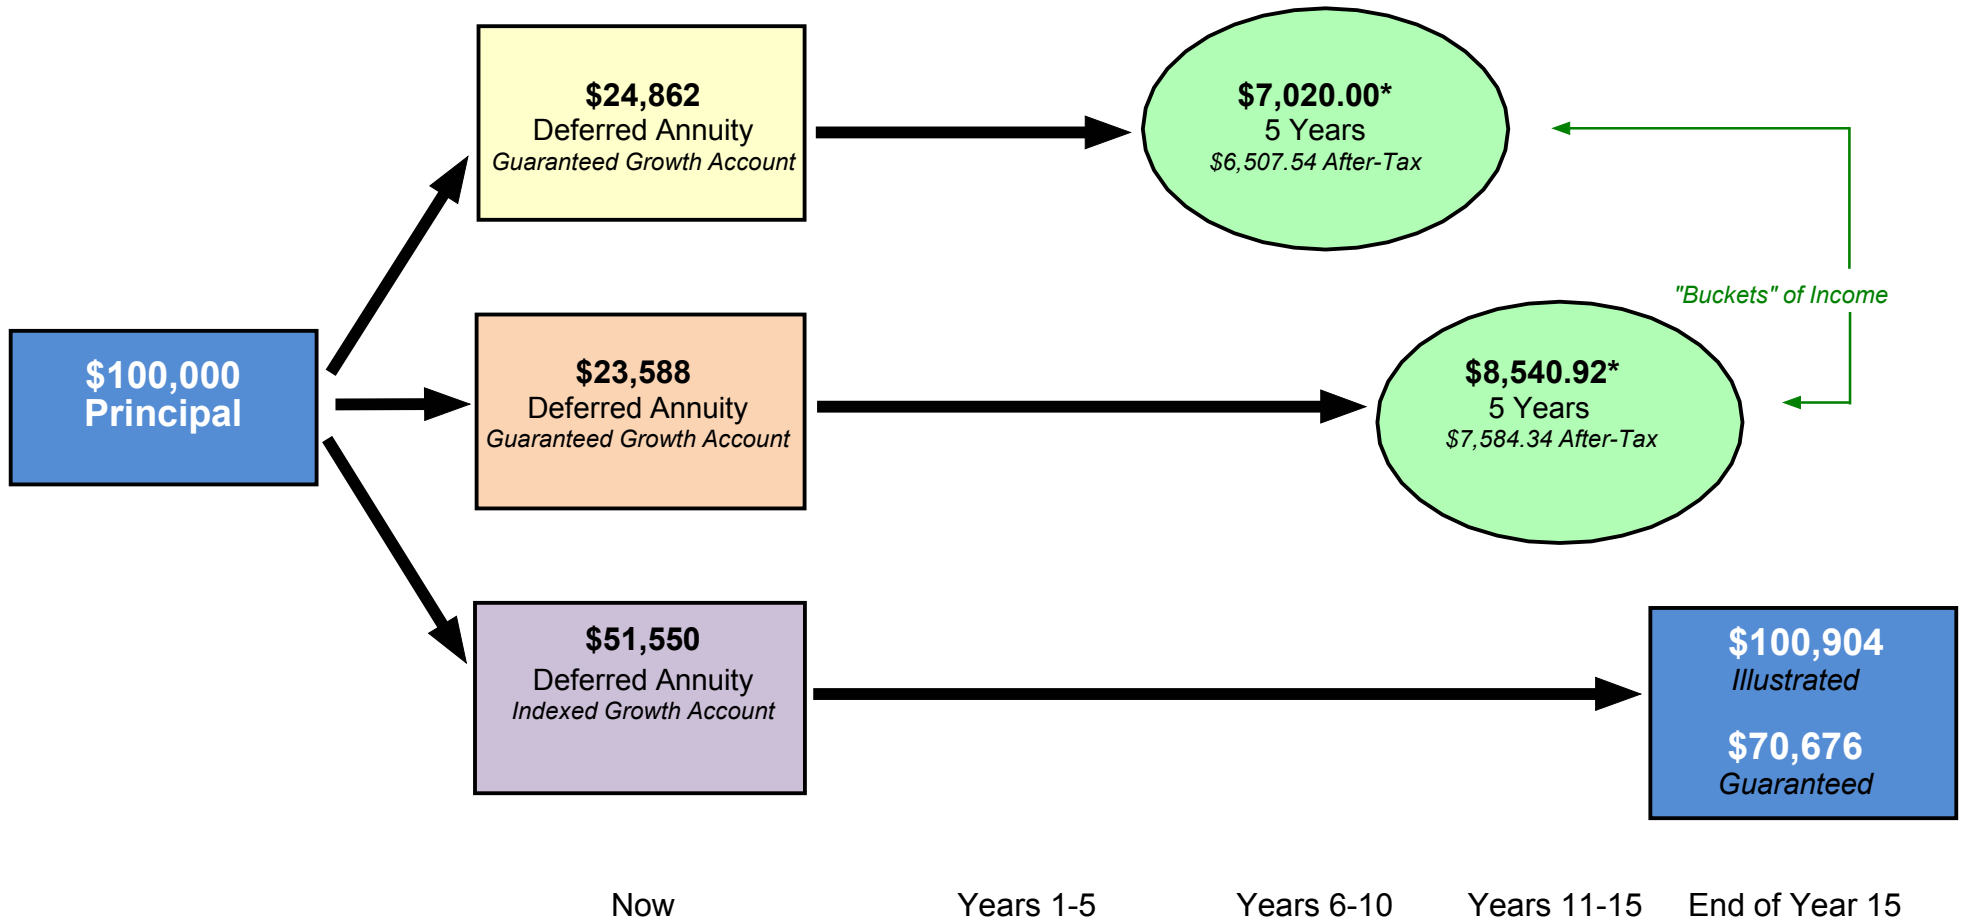 $100,000
Principal
$24,862
Deferred Annuity
Guaranteed Growth Account
$7,020.00*
5 Years
$6,507.54 After-Tax
"Buckets" of Income
$23,588
Deferred Annuity
Guaranteed Growth Account
$8,540.92*
5 Years
$7,584.34 After-Tax
$51,550
Deferred Annuity
Indexed Growth Account
$100,904
Illustrated
$70,676
Guaranteed
Now Years 1-5 Years 6-10 Years 11-15 End of Year 15